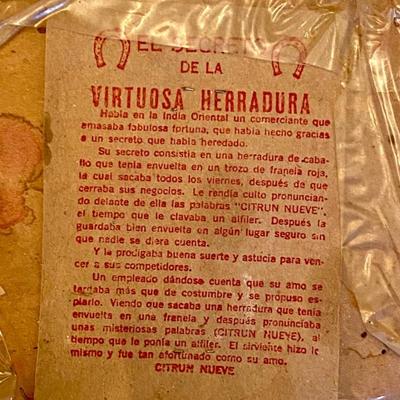 EL SECRETO
DE LA
VIRTUOSA HERRADURA
Había en la India Oriental un comerciante que
amasaba fabulosa fortuna, que había hecho gracias
a un secreto que había heredado.
Su secreto consistia en una herradura de caba-
llo que tenía envuelta en un trozo de franela roja,
la cual sacaba todos los viernes, después de que
cerraba sus negocios. Le rendía culto pronuncian-
do delante de ella las palabras "CITRUN NUEVE",
el tiempo que le clavaba un alfiler. Después la
guardaba bien envuelta en algún lugar seguro sin
que nadie se diera cuenta.
Y le prodigaba buena suerte y astucia para ven-
cer a sus competidores.
Un empleado dándose cuenta que su amo se
tardaba más que de costumbre y se propuso es-
piarlo. Viendo que sacaba una herradura que tenía
envuelta en una franela y después pronunciaba
unas misteriosas palabras (CITRUN NUEVE), al
tiempo que le ponía un alfiler. El sirviente hizo lo
mismo y fue tan afortunado como su amo.
CITRUN NUEVE